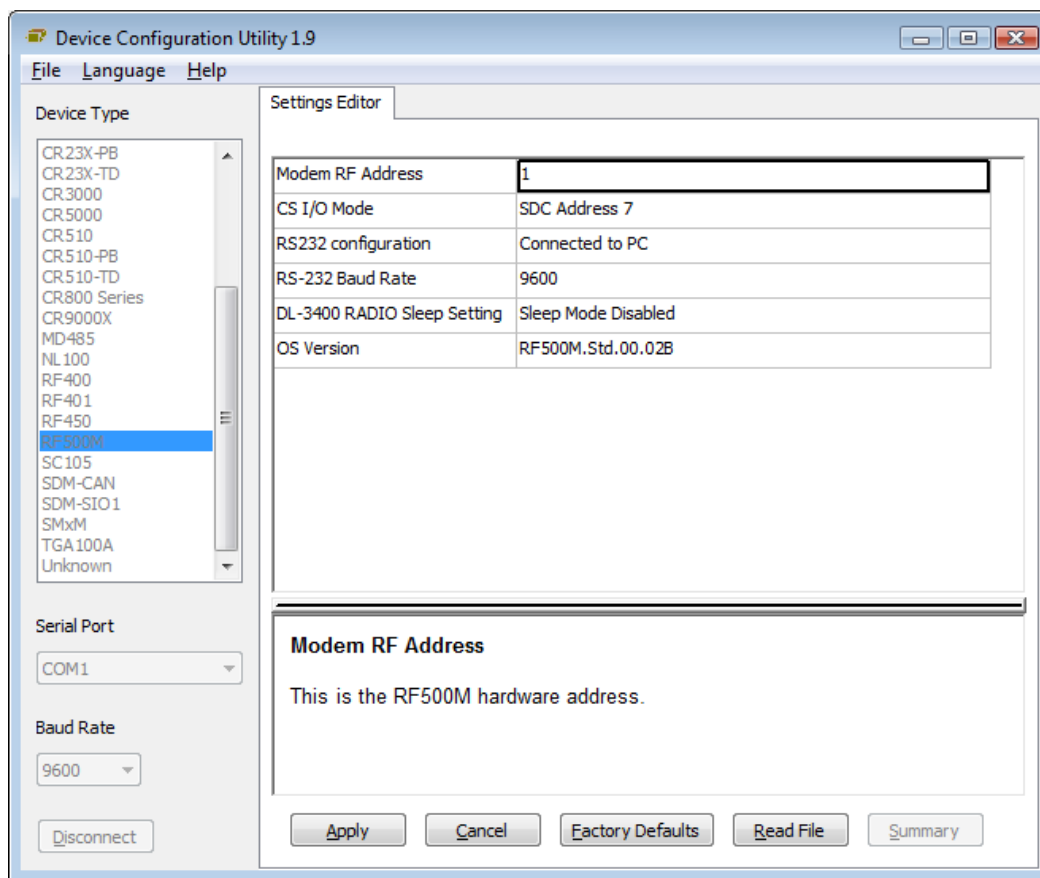 Device Configuration Utility 1.9
File Language Help
Device Type
CR23X-PB
CR23X-TD
CR3000
CR5000
CR510
CR510-PB
CR510-TD
CR800 Series
CR9000X
MD485
NL100
RF400
RF401
RF450
RF500M
SC105
SDM-CAN
SDM-SIO1
SMxM
TGA100A
Unknown
Serial Port
COM1
Baud Rate
9600
Disconnect
Settings Editor
Modem RF Address 1
CS I/O Mode SDC Address 7
RS232 configuration Connected to PC
RS-232 Baud Rate 9600
DL-3400 RADIO Sleep Setting Sleep Mode Disabled
OS Version RF500M.Std.00.02B
Modem RF Address
This is the RF500M hardware address.
Apply Cancel Factory Defaults Read File Summary